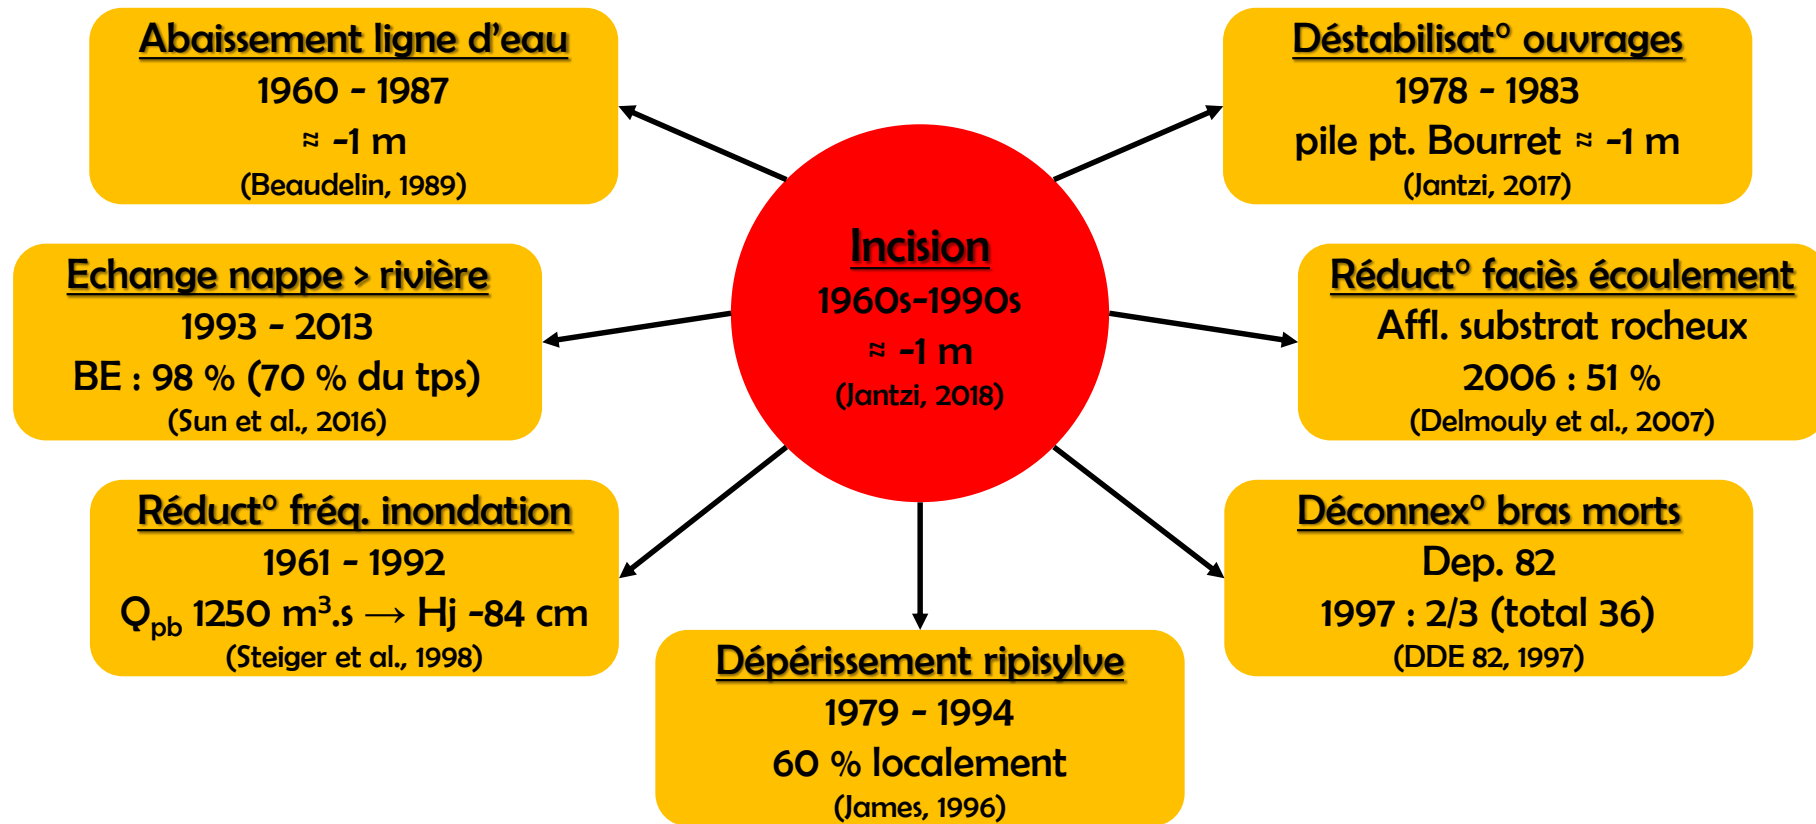 Abaissement ligne d’eau
1960 - 1987
≈ -1 m
(Beaudelin, 1989)
Déstabilisat° ouvrages
1978 - 1983
pile pt. Bourret ≈ -1 m
(Jantzi, 2017)
Incision
1960s-1990s
≈ -1 m
(Jantzi, 2018)
Echange nappe > rivière
1993 - 2013
BE : 98 % (70 % du tps)
(Sun et al., 2016)
Réduct° faciès écoulement
Affl. substrat rocheux
2006 : 51 %
(Delmouly et al., 2007)
Réduct° fréq. inondation
1961 - 1992
Qpb 1250 m³.s → Hj -84 cm
(Steiger et al., 1998)
Déconnex° bras morts
Dep. 82
1997 : 2/3 (total 36)
(DDE 82, 1997)
Dépérissement ripisylve
1979 - 1994
60 % localement
(James, 1996)